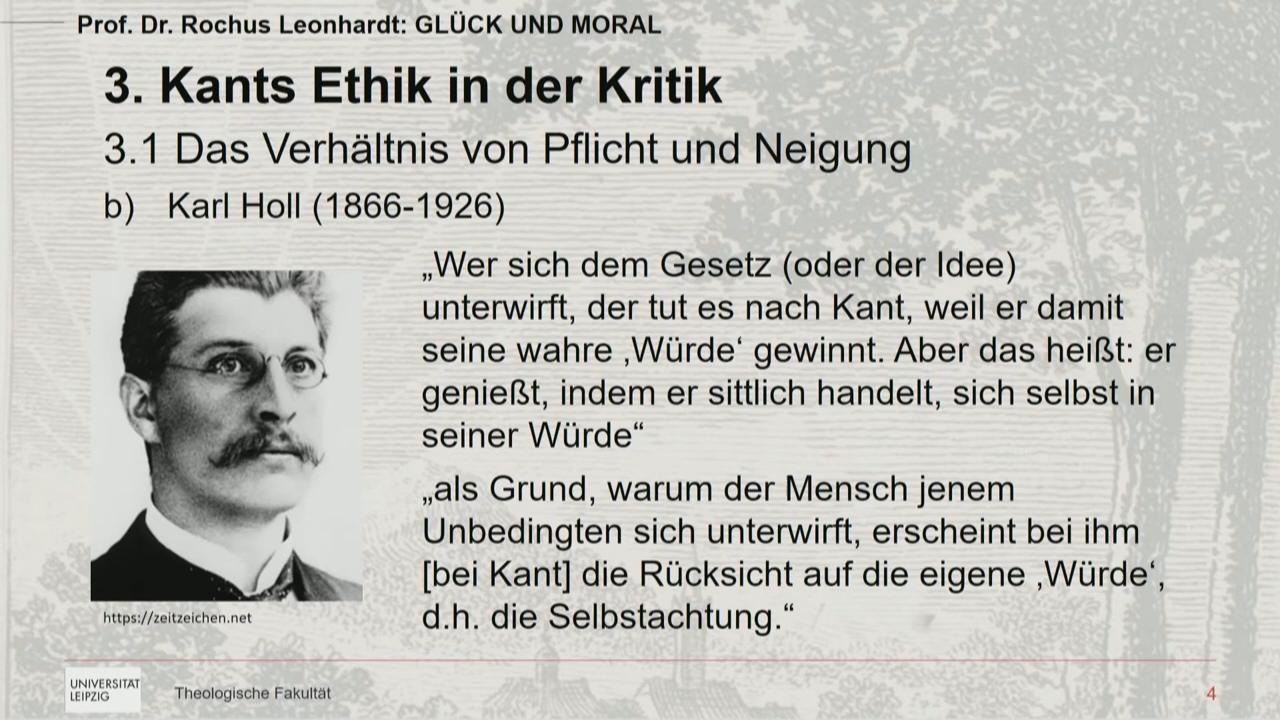 Prof. Dr. Rochus Leonhardt: GLÜCK UND MORAL
3. Kants Ethik in der Kritik
3.1 Das Verhältnis von Pflicht und Neigung
b) Karl Holl (1866-1926)
„Wer sich dem Gesetz (oder der Idee)
unterwirft, der tut es nach Kant, weil er damit
seine wahre ‚Würde‘ gewinnt. Aber das heißt: er
genießt, indem er sittlich handelt, sich selbst in
seiner Würde“
„als Grund, warum der Mensch jenem
Unbedingten sich unterwirft, erscheint bei ihm
[bei Kant] die Rücksicht auf die eigene ‚Würde‘,
d.h. die Selbstachtung.“
https://zeitzeichen.net
UNIVERSITÄT
LEIPZIG
Theologische Fakultät
4